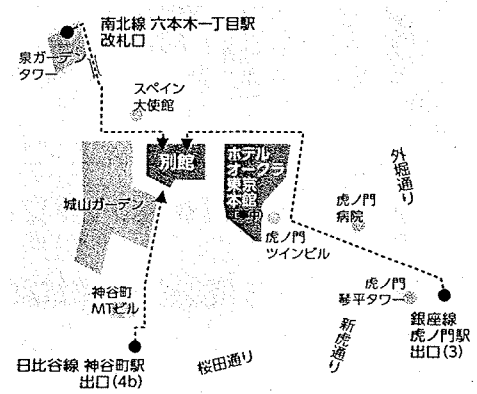 南北線 六本木一丁目駅
改札口
泉ガーデン
タワー
スペイン
大使館
別館
ホテル
オークラ
東京
本館
中)
外堀通り
城山ガーデン
虎ノ門
病院
虎ノ門
ツインビル
神谷町
MTビル
虎ノ門
琴平タワー
銀座線
虎ノ門駅
出口(3)
新虎通り
桜田通り
日比谷線 神谷町駅
出口(4b)